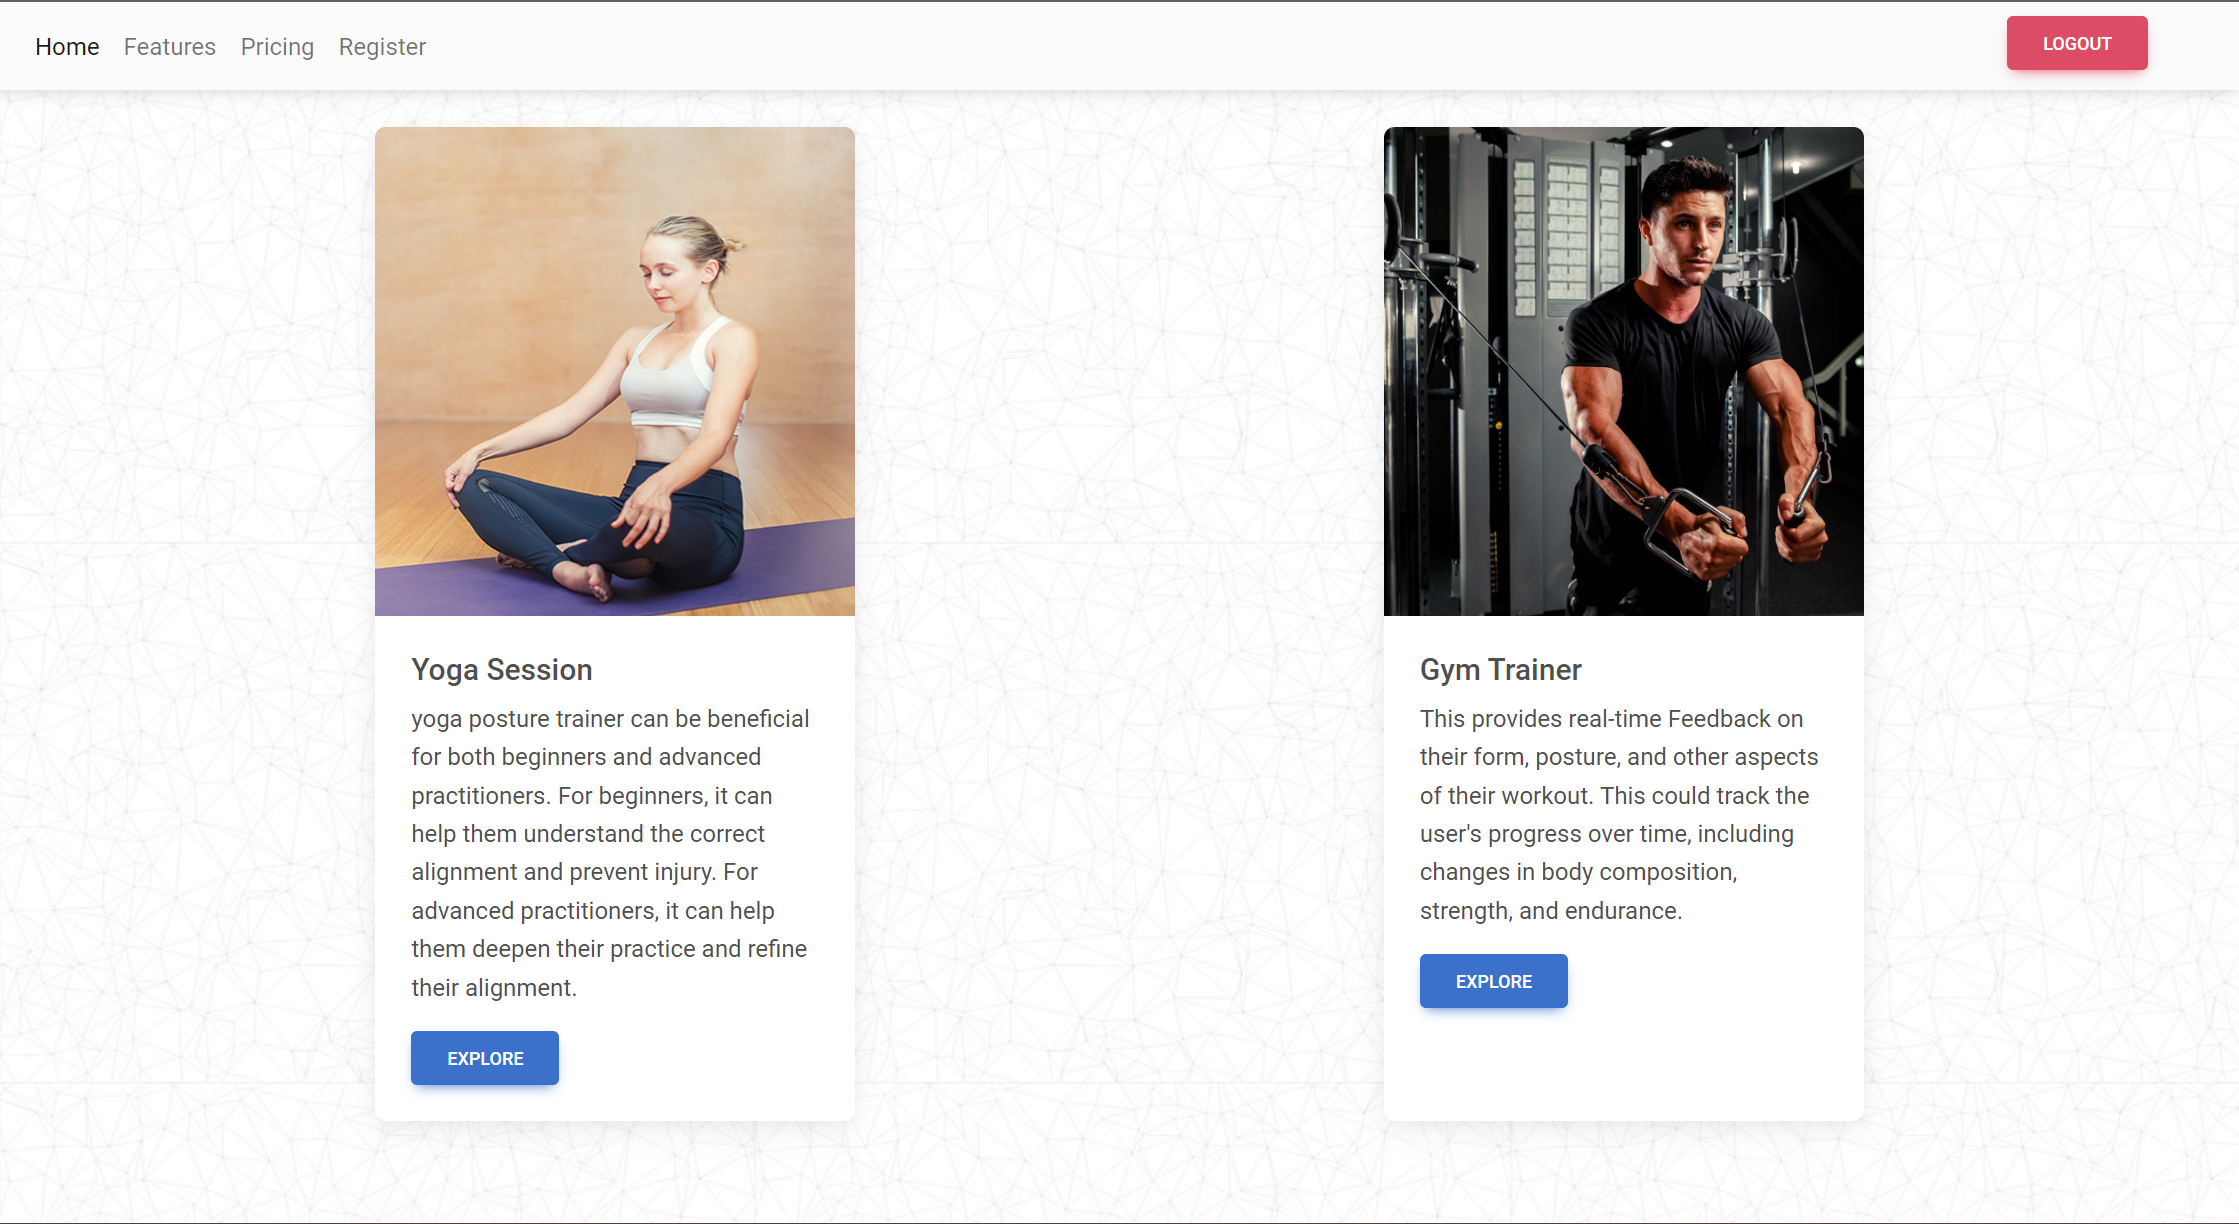 Home Features Pricing Register LOGOUT
Yoga Session
yoga posture trainer can be beneficial
for both beginners and advanced
practitioners. For beginners, it can
help them understand the correct
alignment and prevent injury. For
advanced practitioners, it can help
them deepen their practice and refine
their alignment.
EXPLORE
Gym Trainer
This provides real-time Feedback on
their form, posture, and other aspects
of their workout. This could track the
user's progress over time, including
changes in body composition,
strength, and endurance.
EXPLORE